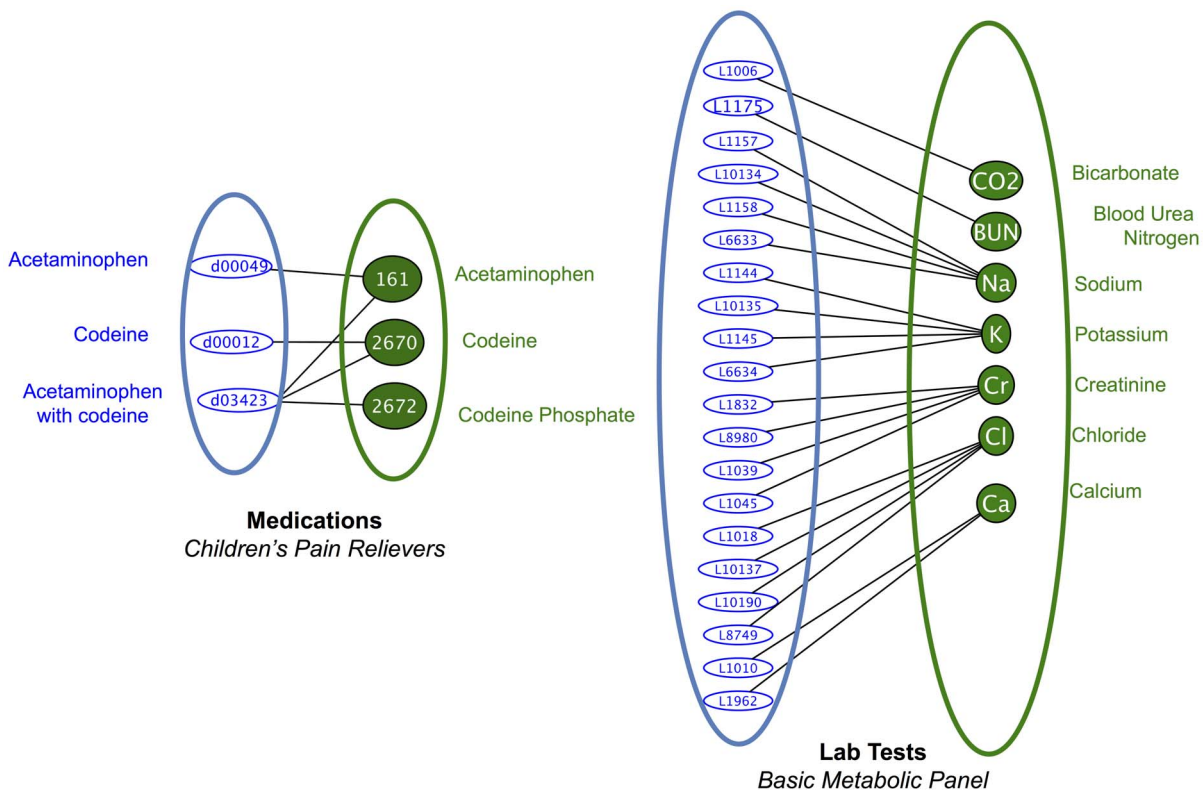 Acetaminophen
Codeine
Acetaminophen
with codeine
d00049
d00012
d03423
161
2670
2672
Acetaminophen
Codeine
Codeine Phosphate
Medications
Children's Pain Relievers
L1006
L1175
L1157
L10134
L1158
L6633
L1144
L10135
L1145
L6634
L1832
L8980
L1039
L1045
L1018
L10137
L10190
L8749
L1010
L1962
CO2
BUN
Na
K
Cr
Cl
Ca
Bicarbonate
Blood Urea
Nitrogen
Sodium
Potassium
Creatinine
Chloride
Calcium
Lab Tests
Basic Metabolic Panel